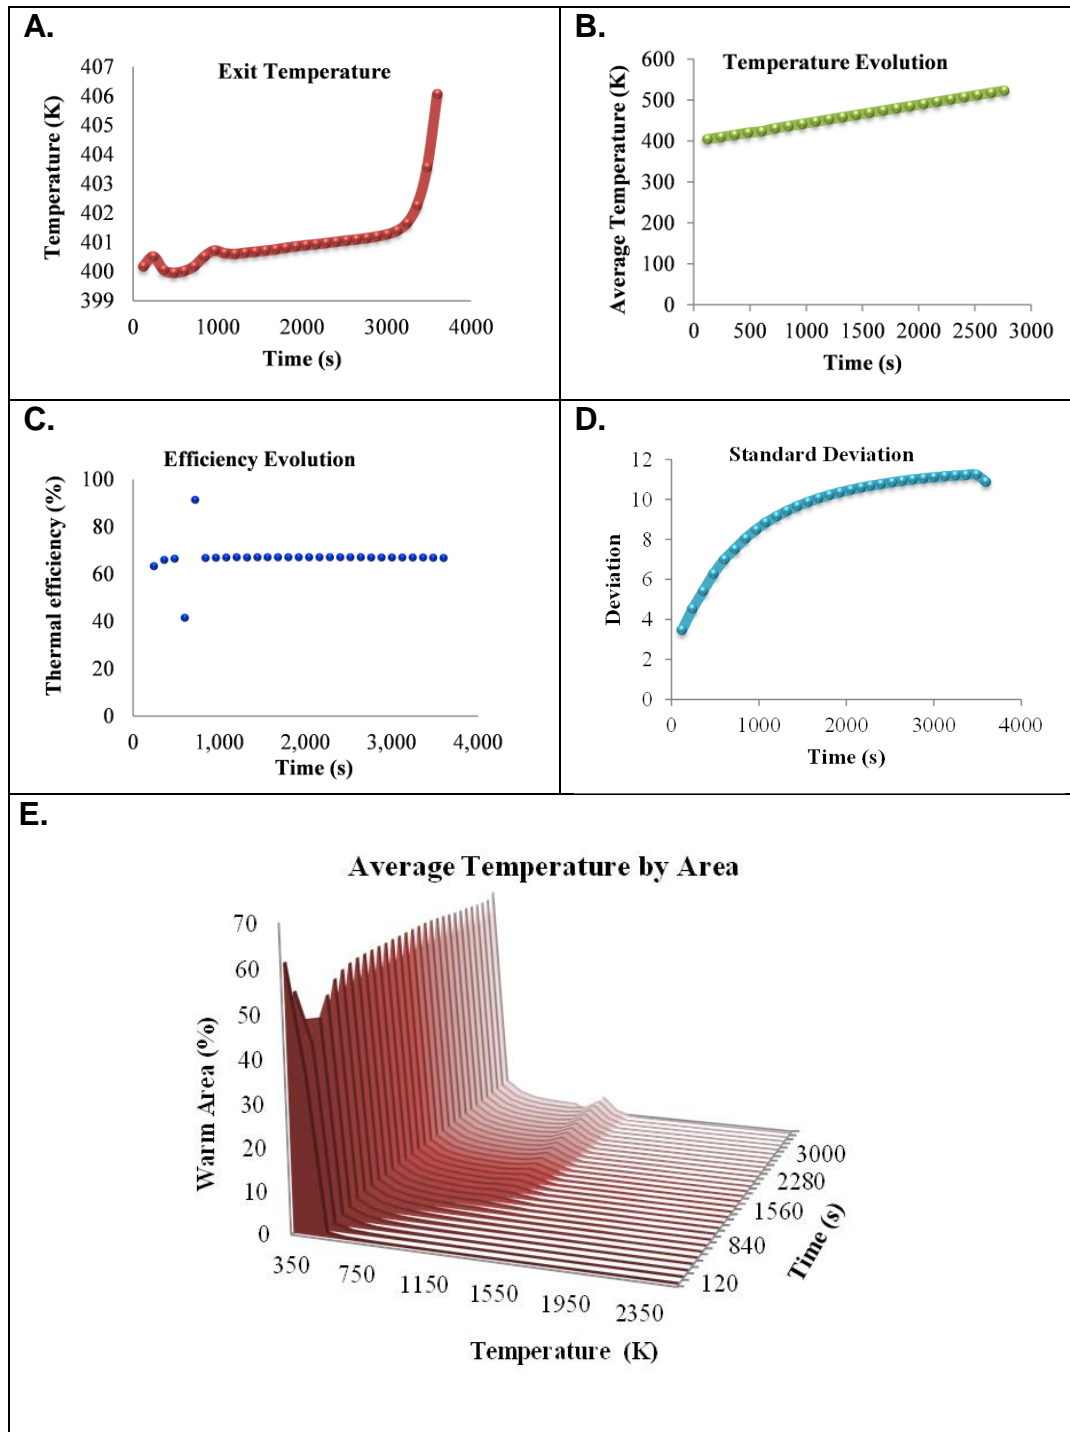 A.
Exit Temperature
Temperature (K)
407
406
405
404
403
402
401
400
399
0 1000 2000 3000 4000
Time (s)
B.
Temperature Evolution
Average Temperature (K)
600
500
400
300
200
100
0
0 500 1000 1500 2000 2500 3000
Time (s)
C.
Efficiency Evolution
Thermal efficiency (%)
100
80
60
40
20
0
0 1,000 2,000 3,000 4,000
Time (s)
D.
Standard Deviation
Deviation
12
10
8
6
4
2
0
0 1000 2000 3000 4000
Time (s)
E.
Average Temperature by Area
Warm Area (%)
70
60
50
40
30
20
10
0
350 750 1150 1550 1950 2350
Temperature (K)
120 840 1560 2280 3000
Time (s)